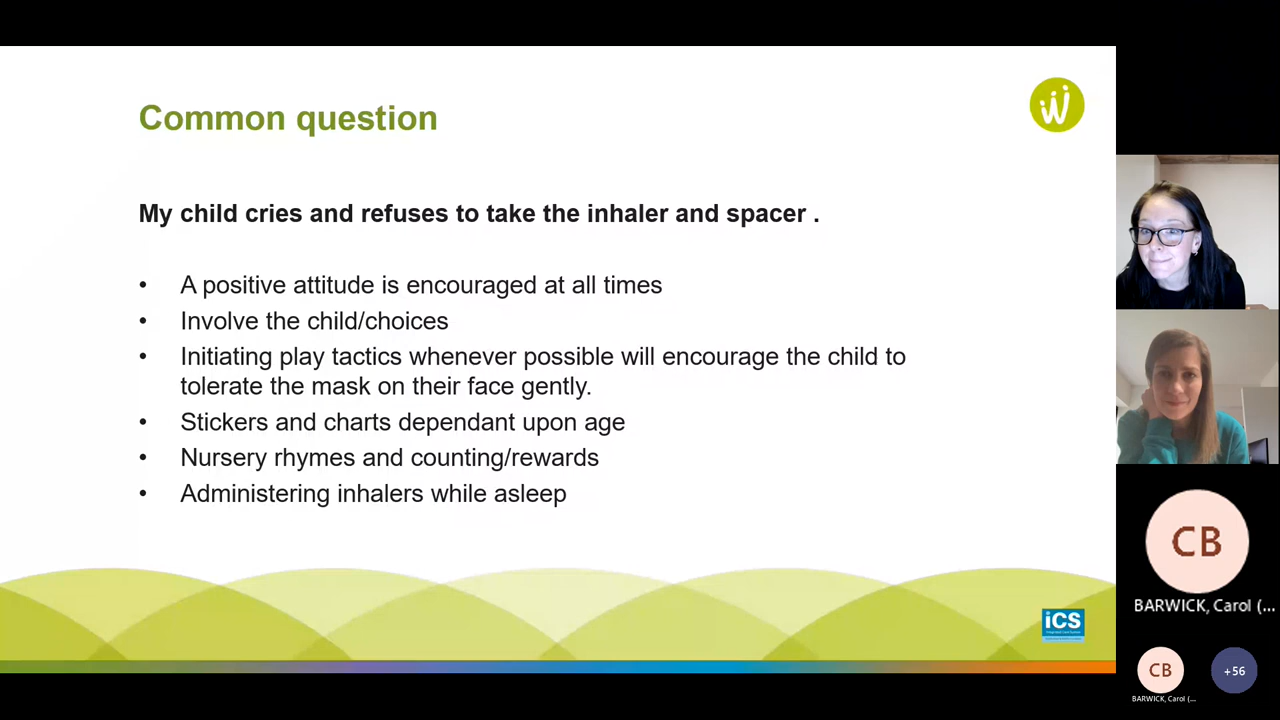 Common question
My child cries and refuses to take the inhaler and spacer .
• A positive attitude is encouraged at all times
• Involve the child/choices
• Initiating play tactics whenever possible will encourage the child to
tolerate the mask on their face gently.
• Stickers and charts dependant upon age
• Nursery rhymes and counting/rewards
• Administering inhalers while asleep
iCS
CB
BARWICK, Carol (...
CB
+56
BARWICK, Carol (...